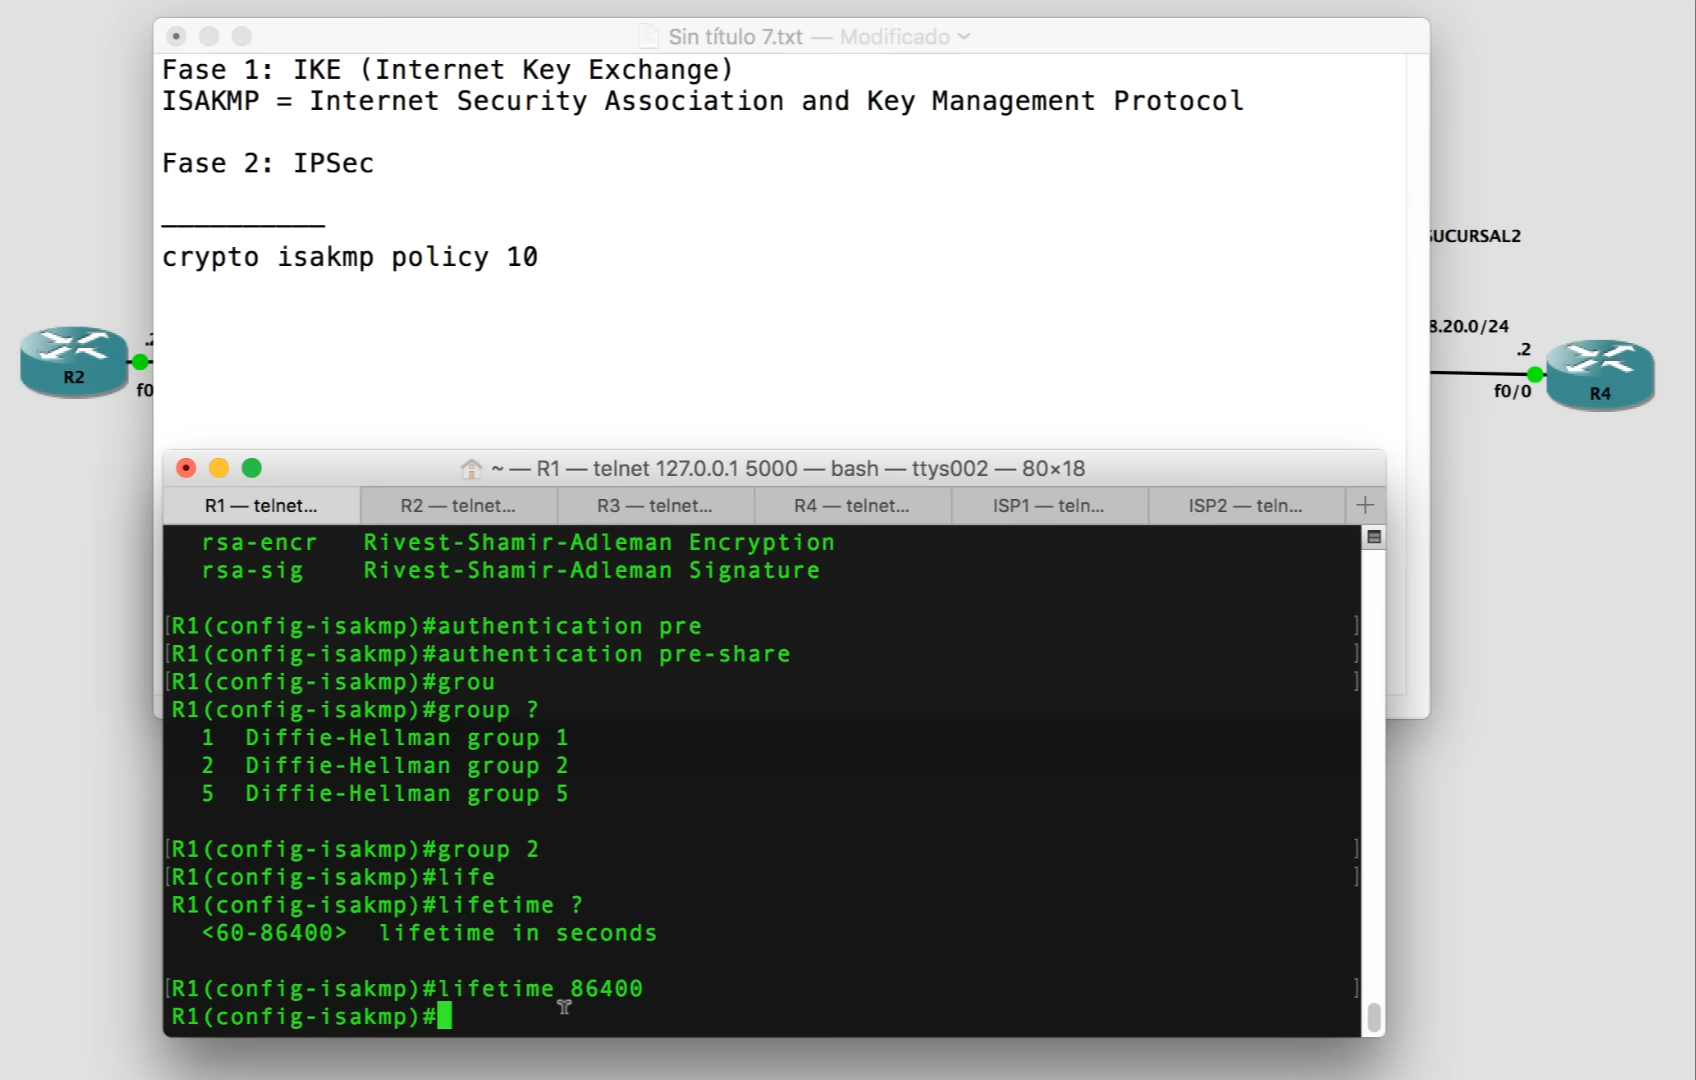 Sin título 7.txt — Modificado
Fase 1: IKE (Internet Key Exchange)
ISAKMP = Internet Security Association and Key Management Protocol
Fase 2: IPSec
__________
crypto isakmp policy 10
SUCURSAL2
8.20.0/24
.2
f0/0
R4
R2
.2
f0
~ — R1 — telnet 127.0.0.1 5000 — bash — ttys002 — 80×18
R1 — telnet... R2 — telnet... R3 — telnet... R4 — telnet... ISP1 — teln... ISP2 — teln... +
rsa-encr Rivest-Shamir-Adleman Encryption
rsa-sig Rivest-Shamir-Adleman Signature
[R1(config-isakmp)#authentication pre ]
[R1(config-isakmp)#authentication pre-share ]
[R1(config-isakmp)#grou ]
R1(config-isakmp)#group ?
1 Diffie-Hellman group 1
2 Diffie-Hellman group 2
5 Diffie-Hellman group 5
[R1(config-isakmp)#group 2 ]
[R1(config-isakmp)#life ]
R1(config-isakmp)#lifetime ?
<60-86400> lifetime in seconds
[R1(config-isakmp)#lifetime 86400 ]
R1(config-isakmp)#